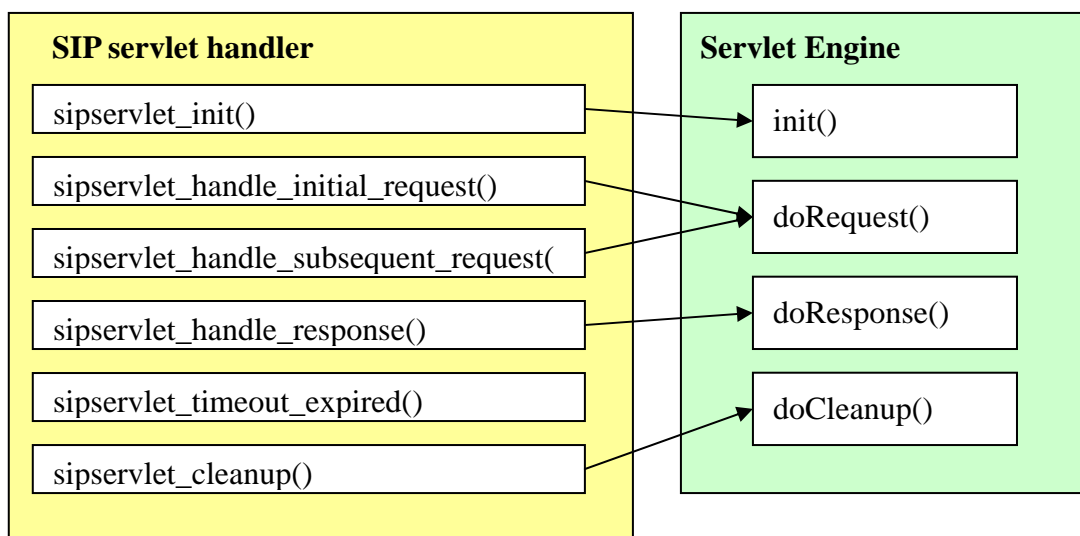 SIP servlet handler
sipservlet_init()
sipservlet_handle_initial_request()
sipservlet_handle_subsequent_request(
sipservlet_handle_response()
sipservlet_timeout_expired()
sipservlet_cleanup()
Servlet Engine
init()
doRequest()
doResponse()
doCleanup()